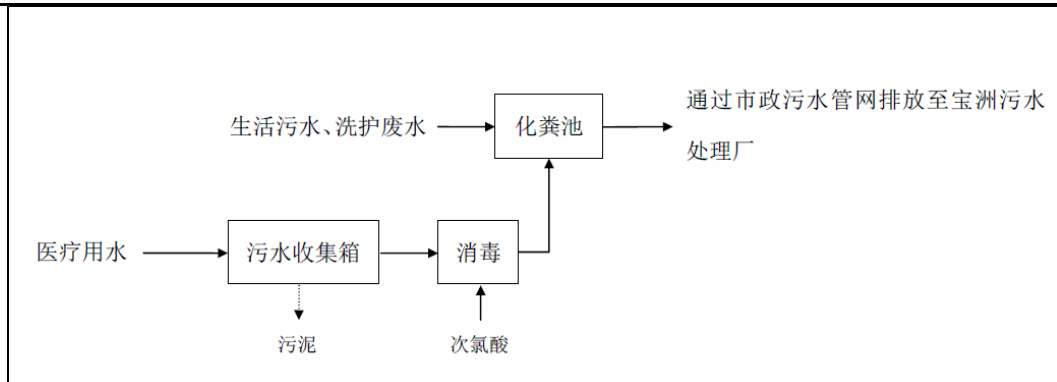 通过市政污水管网排放至宝洲污水
生活污水、洗护废水
化粪池
处理厂
医疗用水
污水收集箱
消毒
污泥
次氯酸